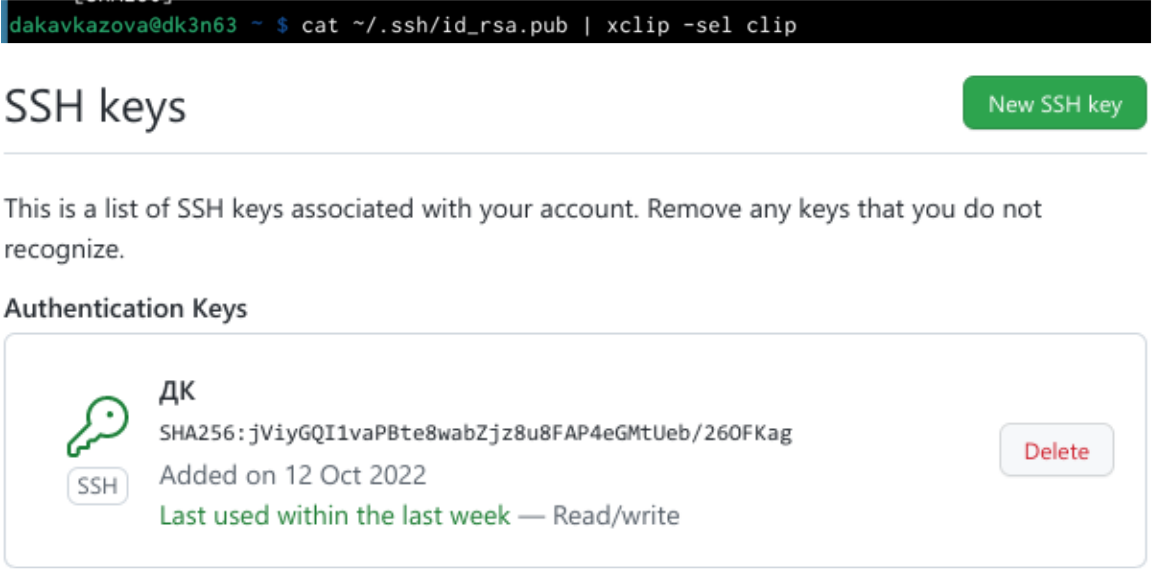 dakavkazova@dk3n63 ~ $ cat ~/.ssh/id_rsa.pub | xclip -sel clip
SSH keys
New SSH key
This is a list of SSH keys associated with your account. Remove any keys that you do not
recognize.
Authentication Keys
ДК
SHA256:jViyGQI1vaPBte8wabZjz8u8FAP4eGMtUeb/26OFKag
Added on 12 Oct 2022
SSH
Delete
Last used within the last week — Read/write